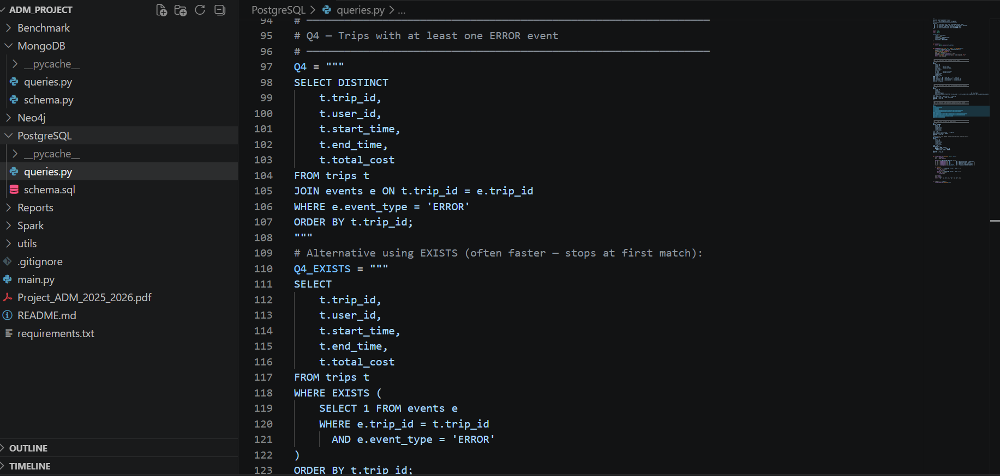 ADM_PROJECT
Benchmark
MongoDB
__pycache__
queries.py
schema.py
Neo4j
PostgreSQL
__pycache__
queries.py
schema.sql
Reports
Spark
utils
.gitignore
main.py
Project_ADM_2025_2026.pdf
README.md
requirements.txt
OUTLINE
TIMELINE
PostgreSQL > queries.py > ...
94 # ────────────────────────────────────────────────────────────────
95 # Q4 — Trips with at least one ERROR event
96 # ────────────────────────────────────────────────────────────────
97 Q4 = """
98 SELECT DISTINCT
99     t.trip_id,
100     t.user_id,
101     t.start_time,
102     t.end_time,
103     t.total_cost
104 FROM trips t
105 JOIN events e ON t.trip_id = e.trip_id
106 WHERE e.event_type = 'ERROR'
107 ORDER BY t.trip_id;
108 """
109 # Alternative using EXISTS (often faster — stops at first match):
110 Q4_EXISTS = """
111 SELECT
112     t.trip_id,
113     t.user_id,
114     t.start_time,
115     t.end_time,
116     t.total_cost
117 FROM trips t
118 WHERE EXISTS (
119     SELECT 1 FROM events e
120     WHERE e.trip_id = t.trip_id
121       AND e.event_type = 'ERROR'
122 )
123 ORDER BY t.trip_id;